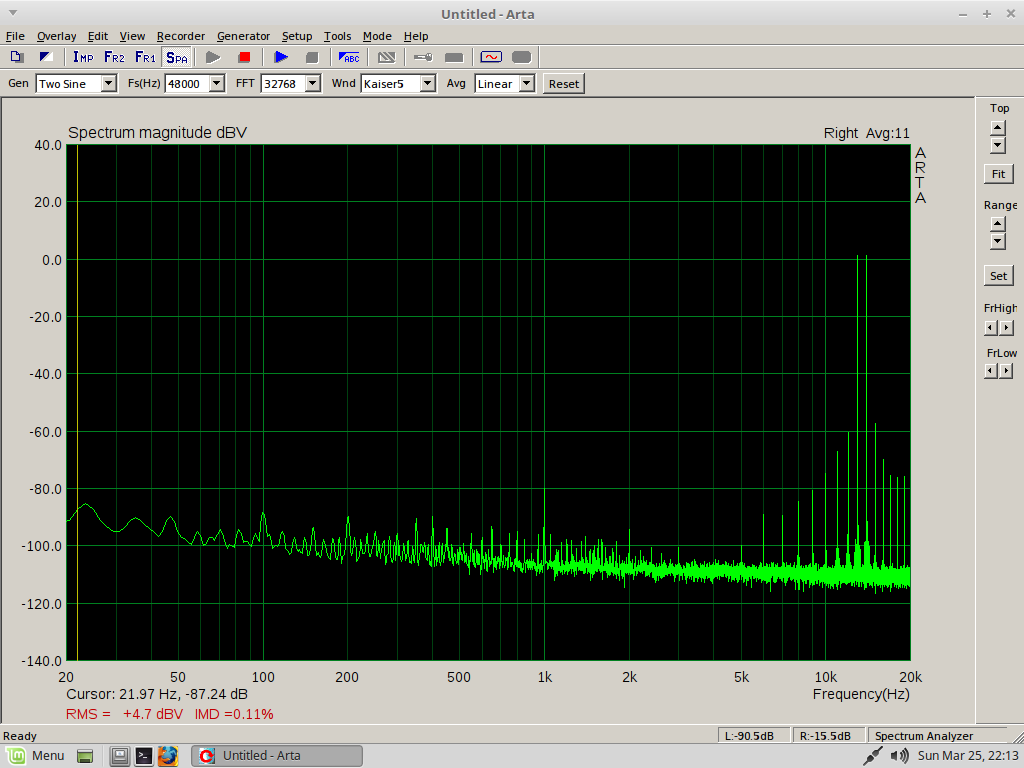 Untitled - Arta
File Overlay Edit View Recorder Generator Setup Tools Mode Help
IMP FR2 FR1 SPA ABC
Gen Two Sine Fs(Hz) 48000 FFT 32768 Wnd Kaiser5 Avg Linear Reset
Top
Fit
Range
Set
FrHigh
FrLow
Spectrum magnitude dBV Right Avg:11
A
R
T
A
40.0
20.0
0.0
-20.0
-40.0
-60.0
-80.0
-100.0
-120.0
-140.0
20 50 100 200 500 1k 2k 5k 10k 20k
Cursor: 21.97 Hz, -87.24 dB Frequency(Hz)
RMS = +4.7 dBV IMD =0.11%
Ready L:-90.5dB R:-15.5dB Spectrum Analyzer
Menu Untitled - Arta Sun Mar 25, 22:13